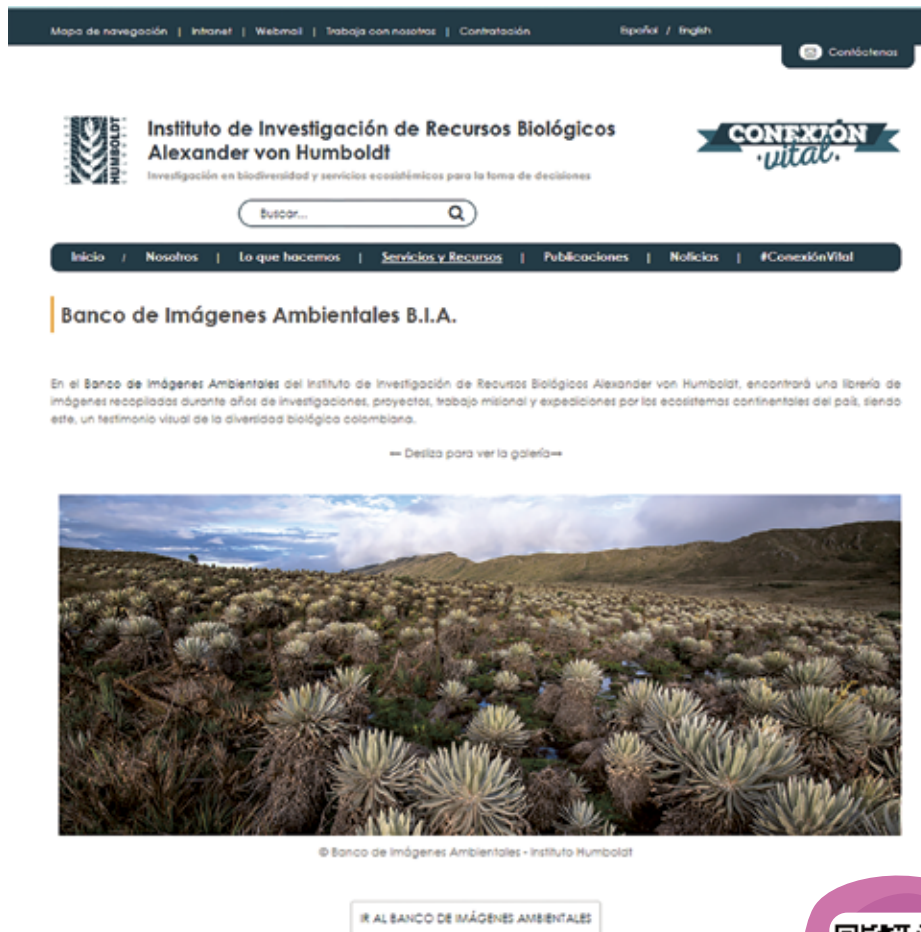 Mapa de navegación | Intranet | Webmail | Trabaja con nosotros | Contratación Español / English
Contáctenos
HUMBOLDT
Instituto de Investigación de Recursos Biológicos
Alexander von Humboldt
Investigación en biodiversidad y servicios ecosistémicos para la toma de decisiones
CONEXIÓN
·vital·
Buscar...
Inicio / Nosotros | Lo que hacemos | Servicios y Recursos | Publicaciones | Noticias | #ConexiónVital
Banco de Imágenes Ambientales B.I.A.
En el Banco de Imágenes Ambientales del Instituto de Investigación de Recursos Biológicos Alexander von Humboldt, encontrará una librería de
imágenes recopiladas durante años de investigaciones, proyectos, trabajo misional y expediciones por los ecosistemas continentales del país, siendo
este, un testimonio visual de la diversidad biológica colombiana.
← Desliza para ver la galería→
© Banco de Imágenes Ambientales - Instituto Humboldt
IR AL BANCO DE IMÁGENES AMBIENTALES